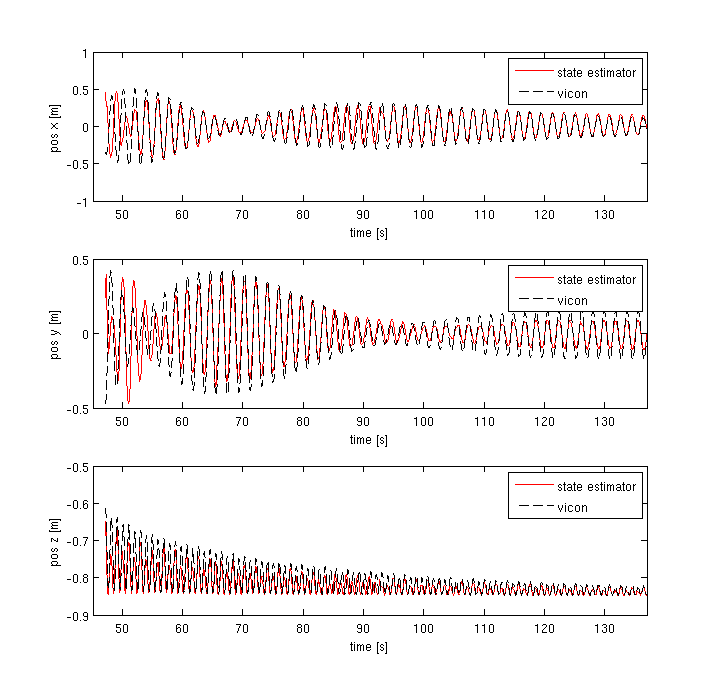 1
0.5
0
-0.5
-1
pos x [m]
state estimator
vicon
50 60 70 80 90 100 110 120 130
time [s]
0.5
0
-0.5
pos y [m]
state estimator
vicon
50 60 70 80 90 100 110 120 130
time [s]
-0.5
-0.6
-0.7
-0.8
-0.9
pos z [m]
state estimator
vicon
50 60 70 80 90 100 110 120 130
time [s]